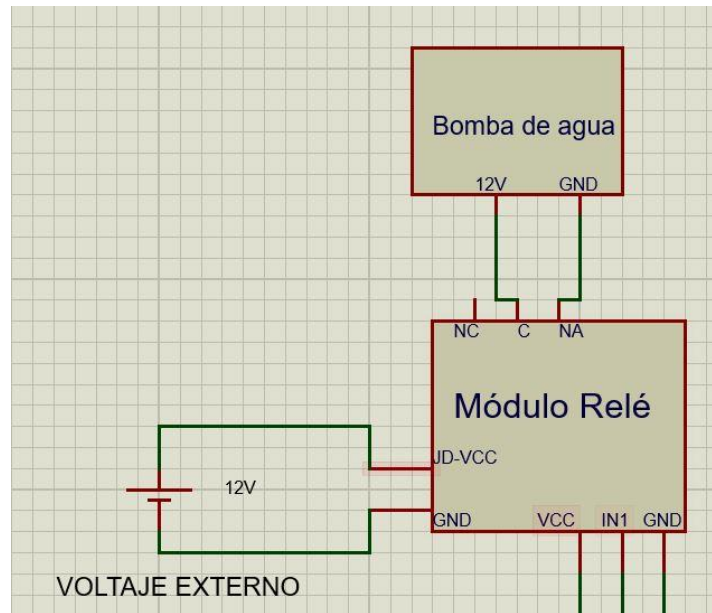 Bomba de agua
12V GND
NC C NA
Módulo Relé
JD-VCC
12V
GND VCC IN1 GND
VOLTAJE EXTERNO